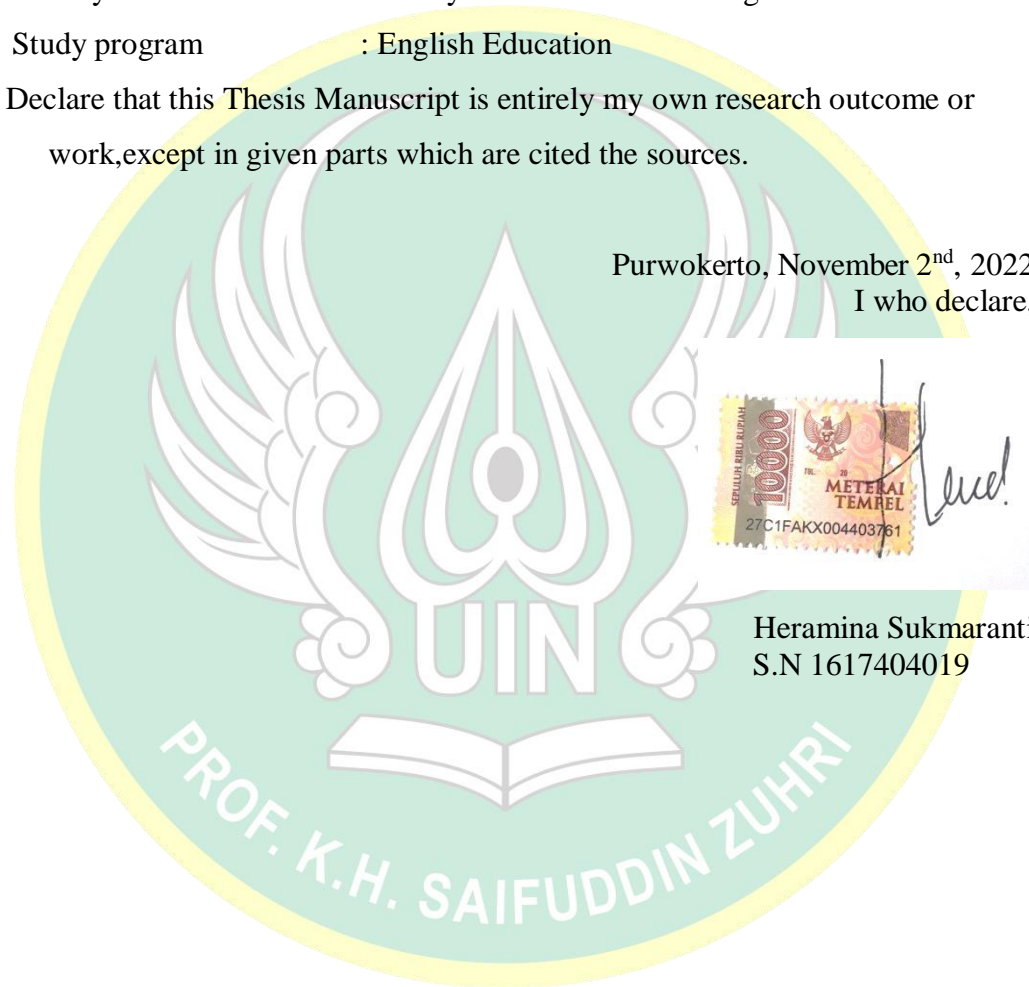 Study program : English Education
Declare that this Thesis Manuscript is entirely my own research outcome or
work,except in given parts which are cited the sources.
Purwokerto, November 2nd, 2022
I who declare
SEPULUH RIBU RUPIAH
10000
TGL. 20
METERAI
TEMPEL
27C1FAKX004403761
Heramina Sukmaranti
S.N 1617404019
UIN
PROF. K.H. SAIFUDDIN ZUHRI